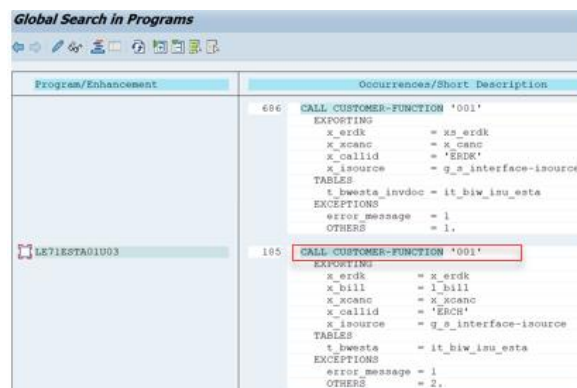 Global Search in Programs
Program/Enhancement Occurrences/Short Description
686 CALL CUSTOMER-FUNCTION '001'
EXPORTING
x_erdk = xs_erdk
x_xcanc = x_canc
x_callid = 'ERDK'
x_isource = g_s_interface-isource
TABLES
t_bwesta_invdoc = it_biw_isu_esta
EXCEPTIONS
error_message = 1
OTHERS = 1.
LE71ESTA01U03 185 CALL CUSTOMER-FUNCTION '001'
EXPORTING
x_erdk = x_erdk
x_bill = l_bill
x_xcanc = x_xcanc
x_callid = 'ERCH'
x_isource = g_s_interface-isource
TABLES
t_bwesta = it_biw_isu_esta
EXCEPTIONS
error_message = 1
OTHERS = 2.